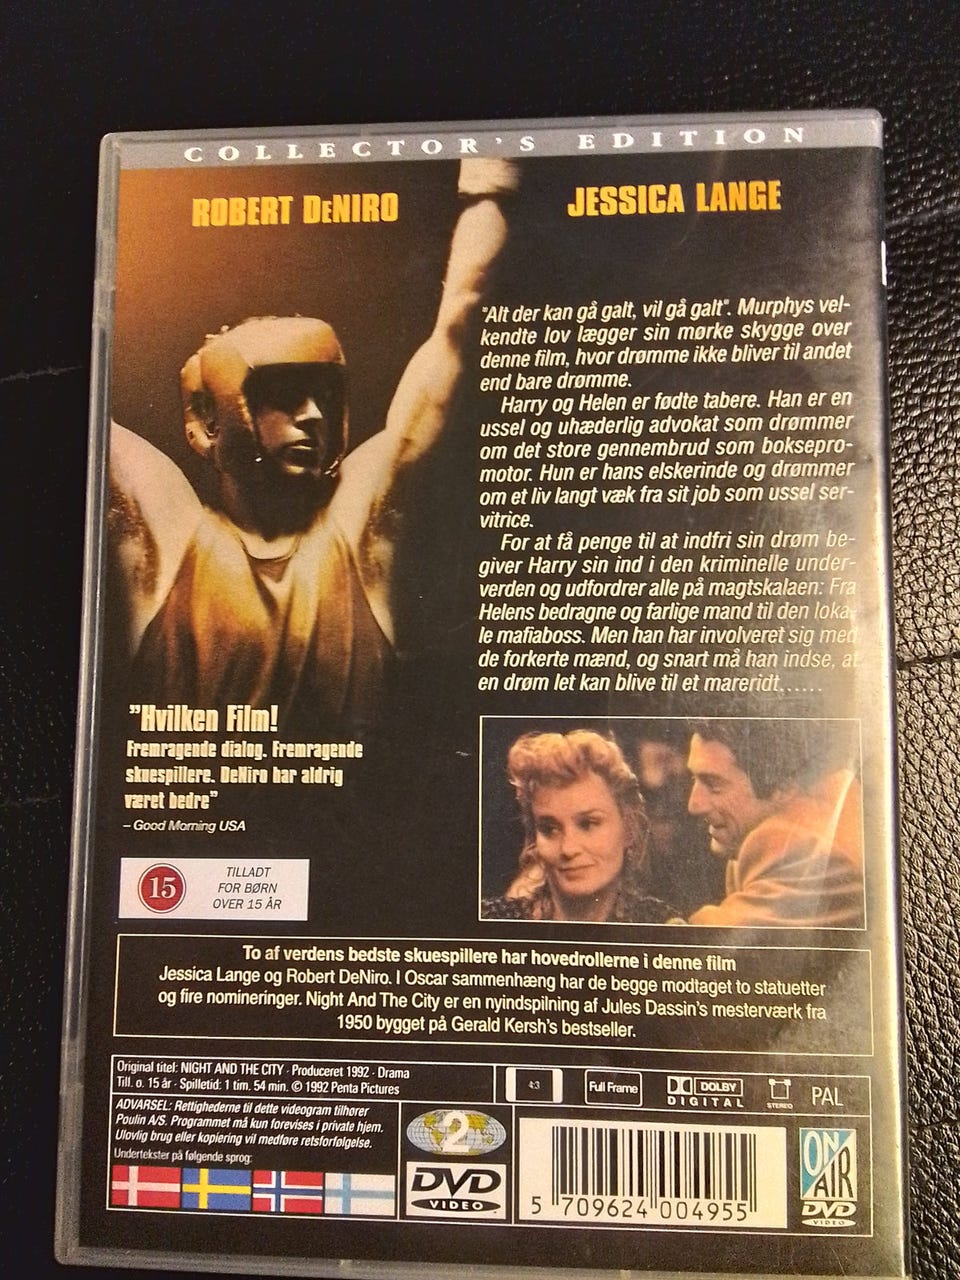 COLLECTOR'S EDITION
ROBERT DeNIRO
JESSICA LANGE
"Alt der kan gå galt, vil gå galt". Murphys vel-
kendte lov lægger sin mørke skygge over
denne film, hvor drømme ikke bliver til andet
end bare drømme.
Harry og Helen er fødte tabere. Han er en
ussel og uhæderlig advokat som drømmer
om det store gennembrud som boksepro-
motor. Hun er hans elskerinde og drømmer
om et liv langt væk fra sit job som ussel ser-
vitrice.
For at få penge til at indfri sin drøm be-
giver Harry sin ind i den kriminelle under-
verden og udfordrer alle på magtskalaen: Fra
Helens bedragne og farlige mand til den loka-
le mafiaboss. Men han har involveret sig med
de forkerte mænd, og snart må han indse, at
en drøm let kan blive til et mareridt......
"Hvilken Film!
Fremragende dialog. Fremragende
skuespillere. DeNiro har aldrig
været bedre"
– Good Morning USA
15
TILLADT
FOR BØRN
OVER 15 ÅR
To af verdens bedste skuespillere har hovedrollerne i denne film
Jessica Lange og Robert DeNiro. I Oscar sammenhæng har de begge modtaget to statuetter
og fire nomineringer. Night And The City er en nyindspilning af Jules Dassin's mesterværk fra
1950 bygget på Gerald Kersh's bestseller.
Original titel: NIGHT AND THE CITY · Produceret 1992 · Drama
Till. o. 15 år · Spilletid: 1 tim. 54 min. © 1992 Penta Pictures
4:3
Full Frame
DOLBY
DIGITAL
STEREO
PAL
ADVARSEL: Rettighederne til dette videogram tilhører
Poulin A/S. Programmet må kun forevises i private hjem.
Ulovlig brug eller kopiering vil medføre retsforfølgelse.
Undertekster på følgende sprog:
2
DVD
VIDEO
5 709624 004955
ON
AIR
DVD
VIDEO